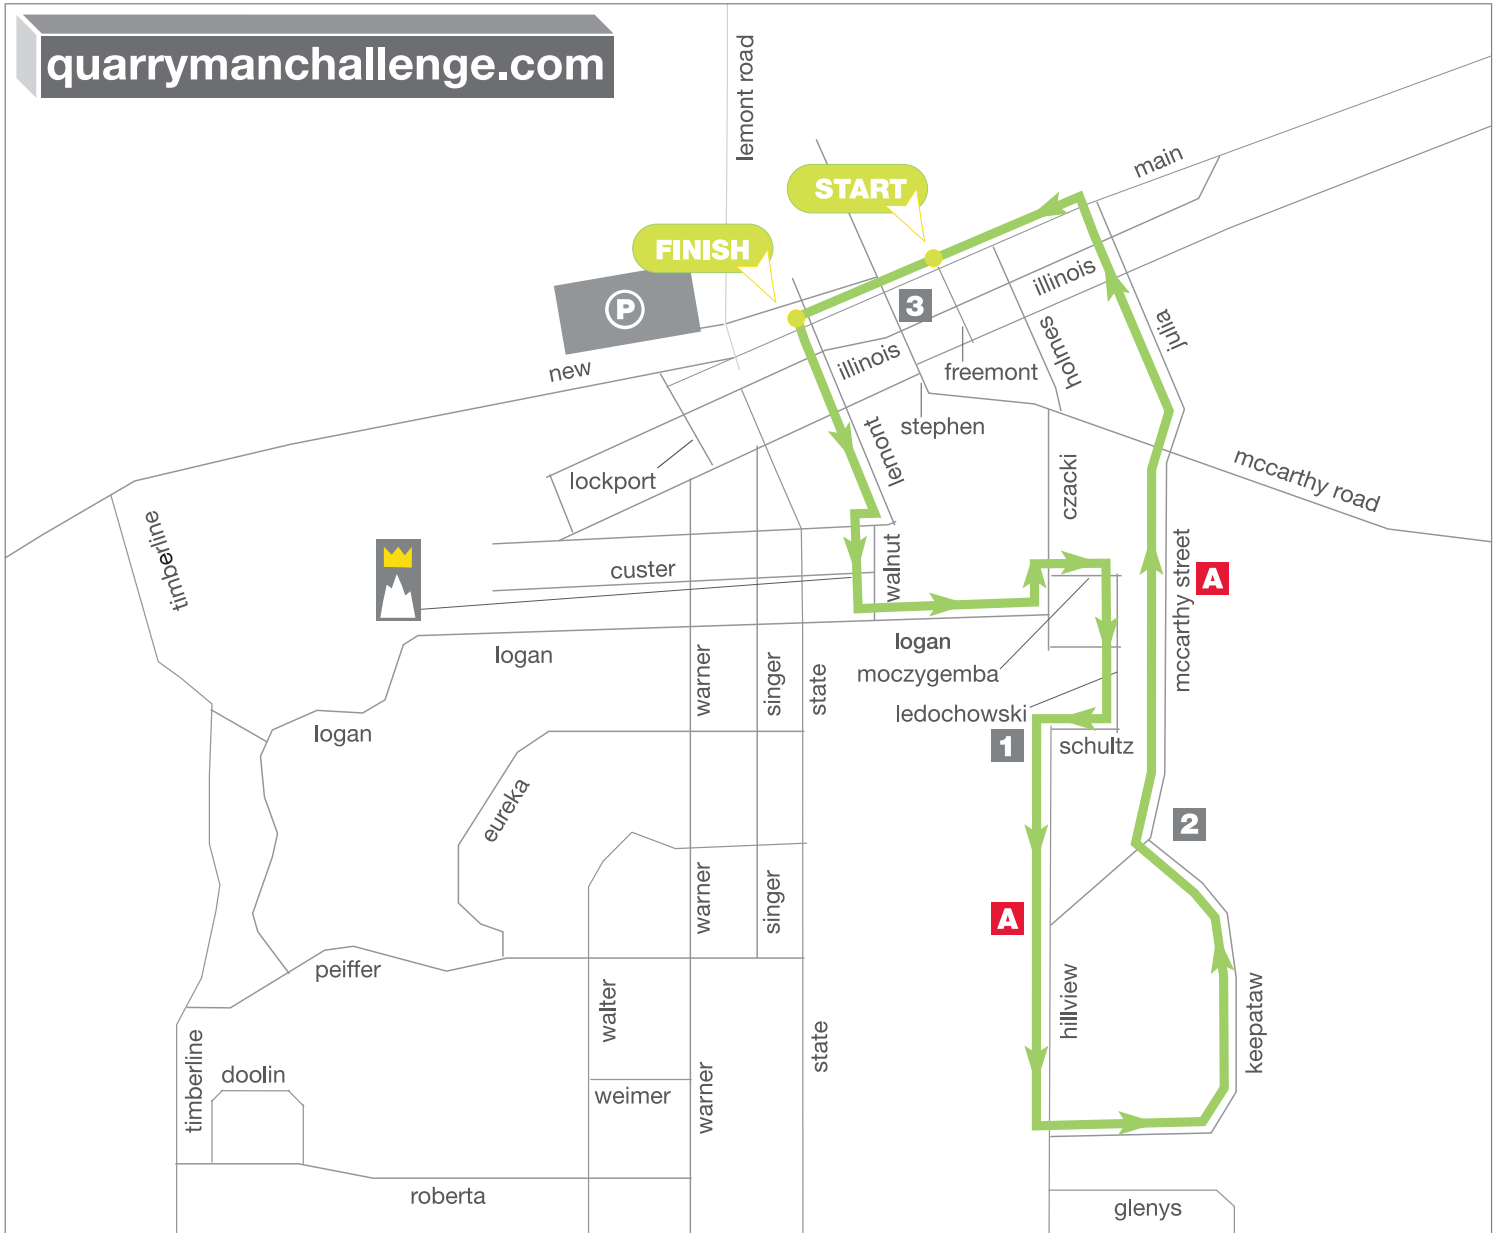 quarrymanchallenge.com
lemont road
main
START
FINISH
P
3
illinois
illinois
julia
holmes
freemont
new
stephen
lemont
lockport
mccarthy road
czacki
timberline
custer
walnut
mccarthy street
A
logan
logan
warner
singer
state
moczygemba
ledochowski
logan
1
schultz
eureka
2
warner
singer
A
peiffer
walter
hillview
keepataw
state
timberline
doolin
weimer
warner
roberta
glenys